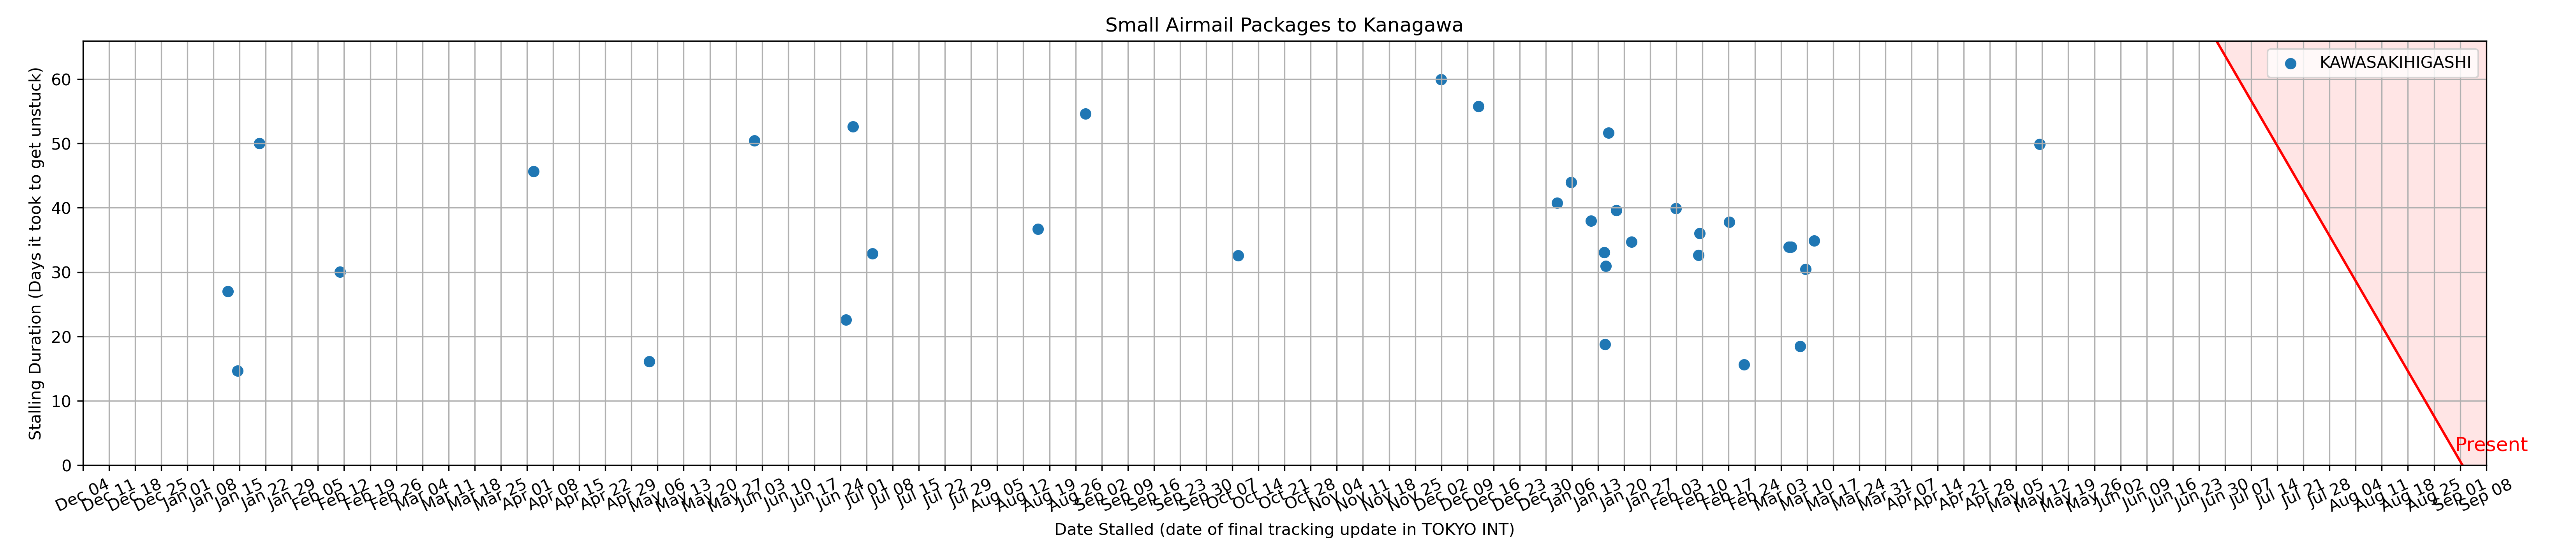 Small Airmail Packages to Kanagawa
Stalling Duration (Days it took to get unstuck)
60
50
40
30
20
10
0
KAWASAKIHIGASHI
Present
Dec 04
Dec 11
Dec 18
Dec 25
Jan 01
Jan 08
Jan 15
Jan 22
Jan 29
Feb 05
Feb 12
Feb 19
Feb 26
Mar 04
Mar 11
Mar 18
Mar 25
Apr 01
Apr 08
Apr 15
Apr 22
Apr 29
May 06
May 13
May 20
May 27
Jun 03
Jun 10
Jun 17
Jun 24
Jul 01
Jul 08
Jul 15
Jul 22
Jul 29
Aug 05
Aug 12
Aug 19
Aug 26
Sep 02
Sep 09
Sep 16
Sep 23
Sep 30
Oct 07
Oct 14
Oct 21
Oct 28
Nov 04
Nov 11
Nov 18
Nov 25
Dec 02
Dec 09
Dec 16
Dec 23
Dec 30
Jan 06
Jan 13
Jan 20
Jan 27
Feb 03
Feb 10
Feb 17
Feb 24
Mar 03
Mar 10
Mar 17
Mar 24
Mar 31
Apr 07
Apr 14
Apr 21
Apr 28
May 05
May 12
May 19
May 26
Jun 02
Jun 09
Jun 16
Jun 23
Jun 30
Jul 07
Jul 14
Jul 21
Jul 28
Aug 04
Aug 11
Aug 18
Aug 25
Sep 01
Sep 08
Date Stalled (date of final tracking update in TOKYO INT)